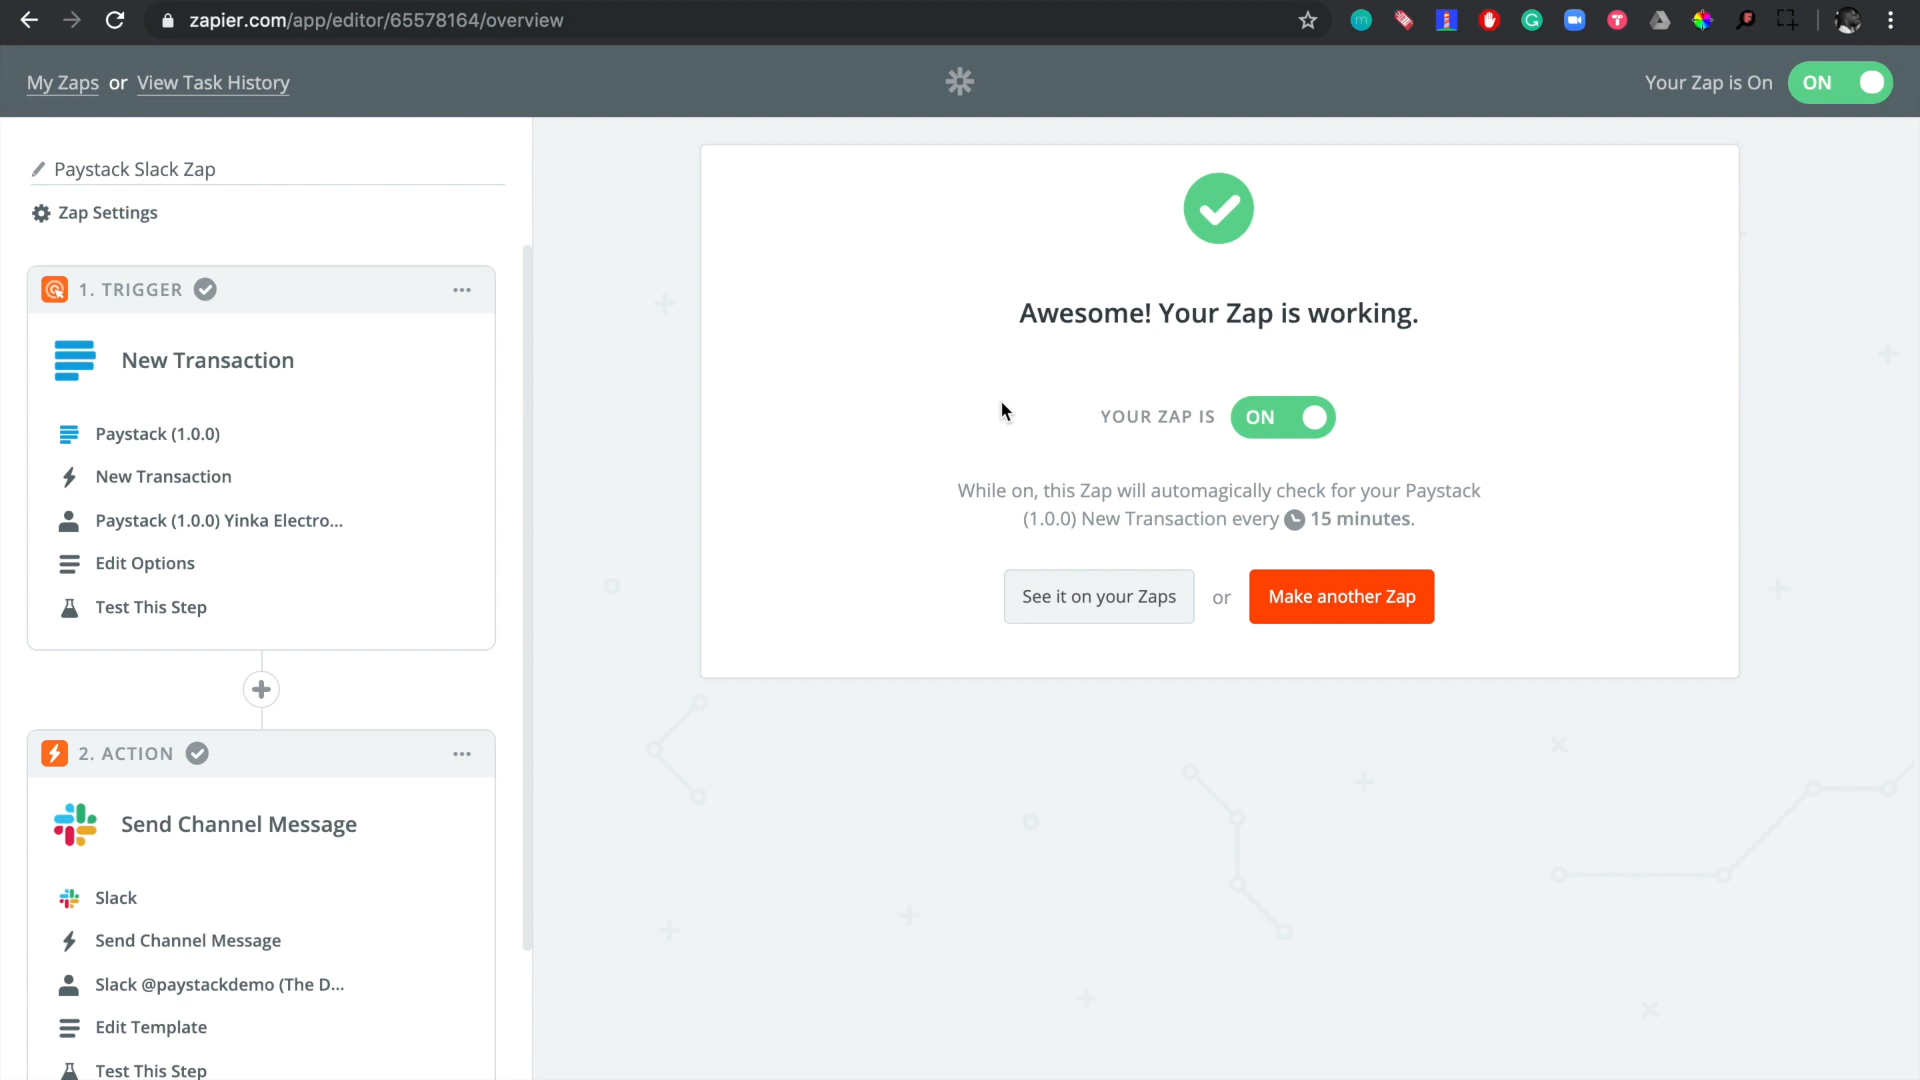 zapier.com/app/editor/65578164/overview
My Zaps or View Task History
Your Zap is On ON
Paystack Slack Zap
Zap Settings
1. TRIGGER
New Transaction
Paystack (1.0.0)
New Transaction
Paystack (1.0.0) Yinka Electro...
Edit Options
Test This Step
2. ACTION
Send Channel Message
Slack
Send Channel Message
Slack @paystackdemo (The D...
Edit Template
Test This Step
Awesome! Your Zap is working.
YOUR ZAP IS ON
While on, this Zap will automagically check for your Paystack
(1.0.0) New Transaction every 15 minutes.
See it on your Zaps or Make another Zap